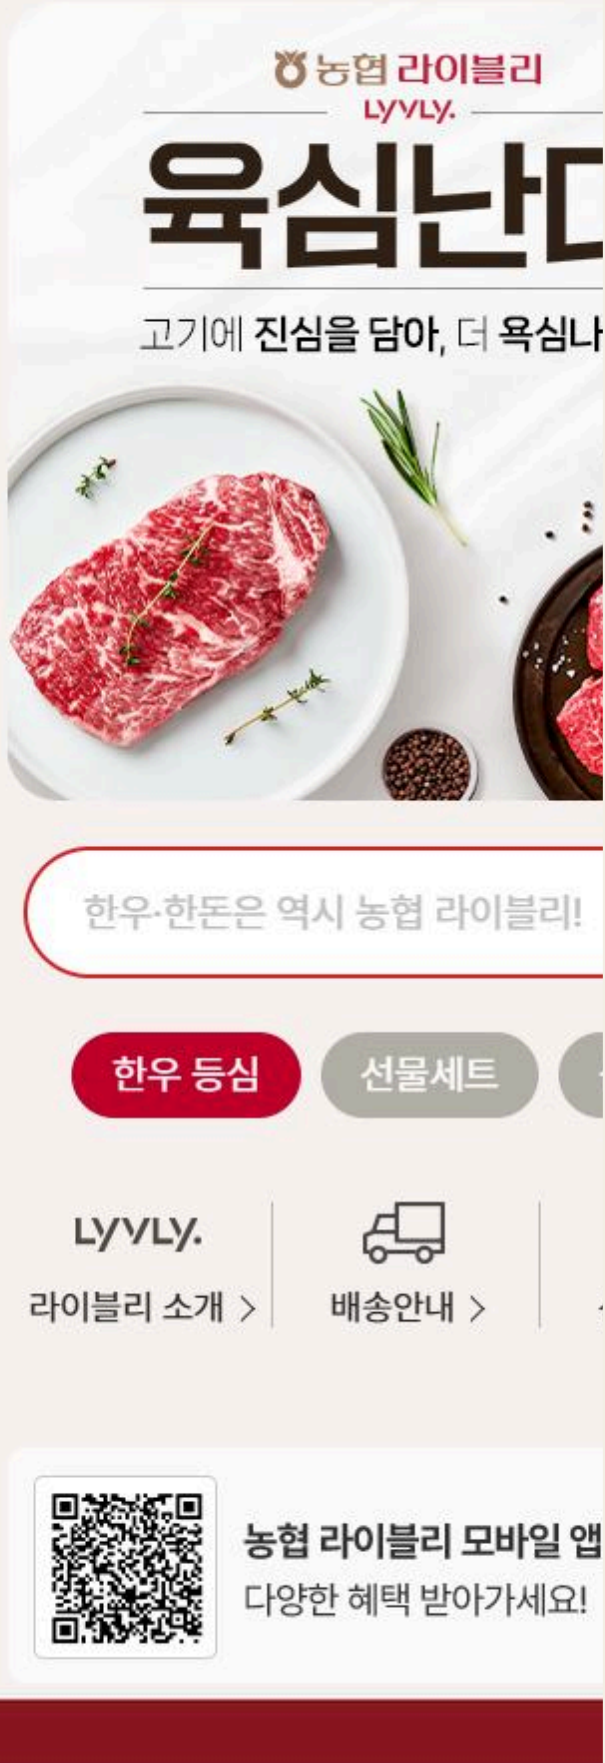 농협 라이블리
LYVLY.
육심난
고기에 진심을 담아, 더 욕심나
한우·한돈은 역시 농협 라이블리!
한우 등심
선물세트
LYVLY.
라이블리 소개 >
배송안내 >
농협 라이블리 모바일 앱
다양한 혜택 받아가세요!